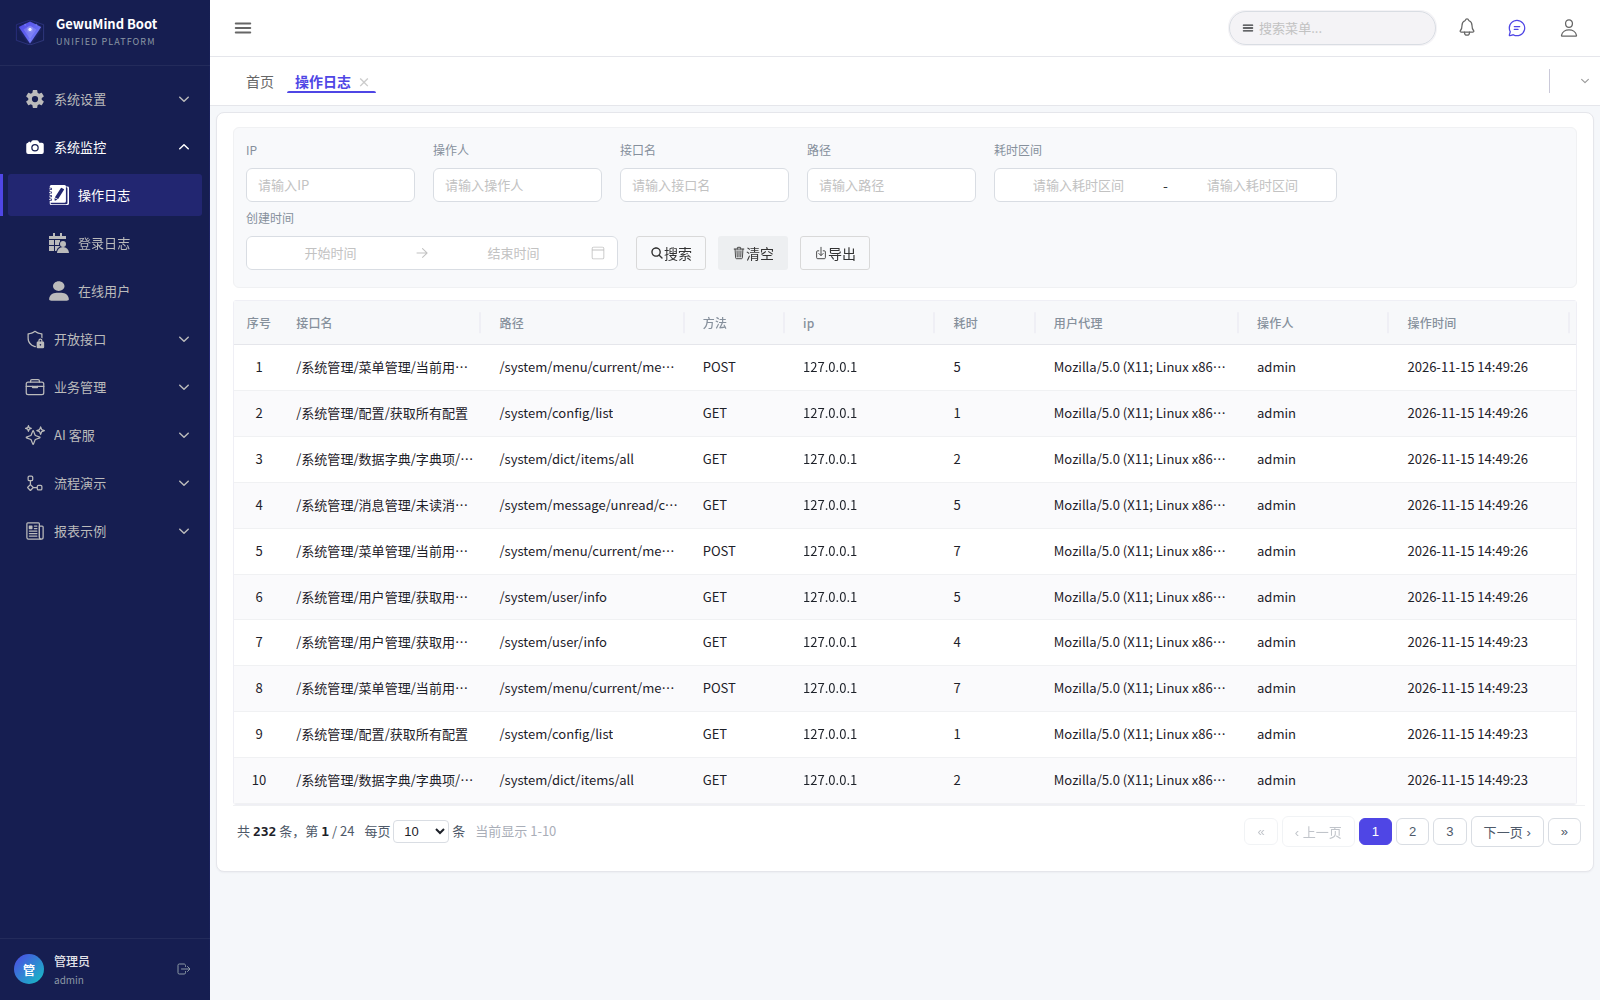 GewuMind Boot
UNIFIED PLATFORM
系统设置
系统监控
操作日志
登录日志
在线用户
开放接口
业务管理
AI 客服
流程演示
报表示例
管
管理员
admin
搜索菜单...
首页 操作日志
IP 操作人 接口名 路径 耗时区间
请输入IP 请输入操作人 请输入接口名 请输入路径 请输入耗时区间 - 请输入耗时区间
创建时间
开始时间 结束时间 搜索 清空 导出
序号 接口名 路径 方法 ip 耗时 用户代理 操作人 操作时间
1 /系统管理/菜单管理/当前用··· /system/menu/current/me··· POST 127.0.0.1 5 Mozilla/5.0 (X11; Linux x86··· admin 2026-11-15 14:49:26
2 /系统管理/配置/获取所有配置 /system/config/list GET 127.0.0.1 1 Mozilla/5.0 (X11; Linux x86··· admin 2026-11-15 14:49:26
3 /系统管理/数据字典/字典项/··· /system/dict/items/all GET 127.0.0.1 2 Mozilla/5.0 (X11; Linux x86··· admin 2026-11-15 14:49:26
4 /系统管理/消息管理/未读消··· /system/message/unread/c··· GET 127.0.0.1 5 Mozilla/5.0 (X11; Linux x86··· admin 2026-11-15 14:49:26
5 /系统管理/菜单管理/当前用··· /system/menu/current/me··· POST 127.0.0.1 7 Mozilla/5.0 (X11; Linux x86··· admin 2026-11-15 14:49:26
6 /系统管理/用户管理/获取用··· /system/user/info GET 127.0.0.1 5 Mozilla/5.0 (X11; Linux x86··· admin 2026-11-15 14:49:26
7 /系统管理/用户管理/获取用··· /system/user/info GET 127.0.0.1 4 Mozilla/5.0 (X11; Linux x86··· admin 2026-11-15 14:49:23
8 /系统管理/菜单管理/当前用··· /system/menu/current/me··· POST 127.0.0.1 7 Mozilla/5.0 (X11; Linux x86··· admin 2026-11-15 14:49:23
9 /系统管理/配置/获取所有配置 /system/config/list GET 127.0.0.1 1 Mozilla/5.0 (X11; Linux x86··· admin 2026-11-15 14:49:23
10 /系统管理/数据字典/字典项/··· /system/dict/items/all GET 127.0.0.1 2 Mozilla/5.0 (X11; Linux x86··· admin 2026-11-15 14:49:23
共 232 条，第 1 / 24 每页 10 条 当前显示 1-10 « ‹ 上一页 1 2 3 下一页 › »